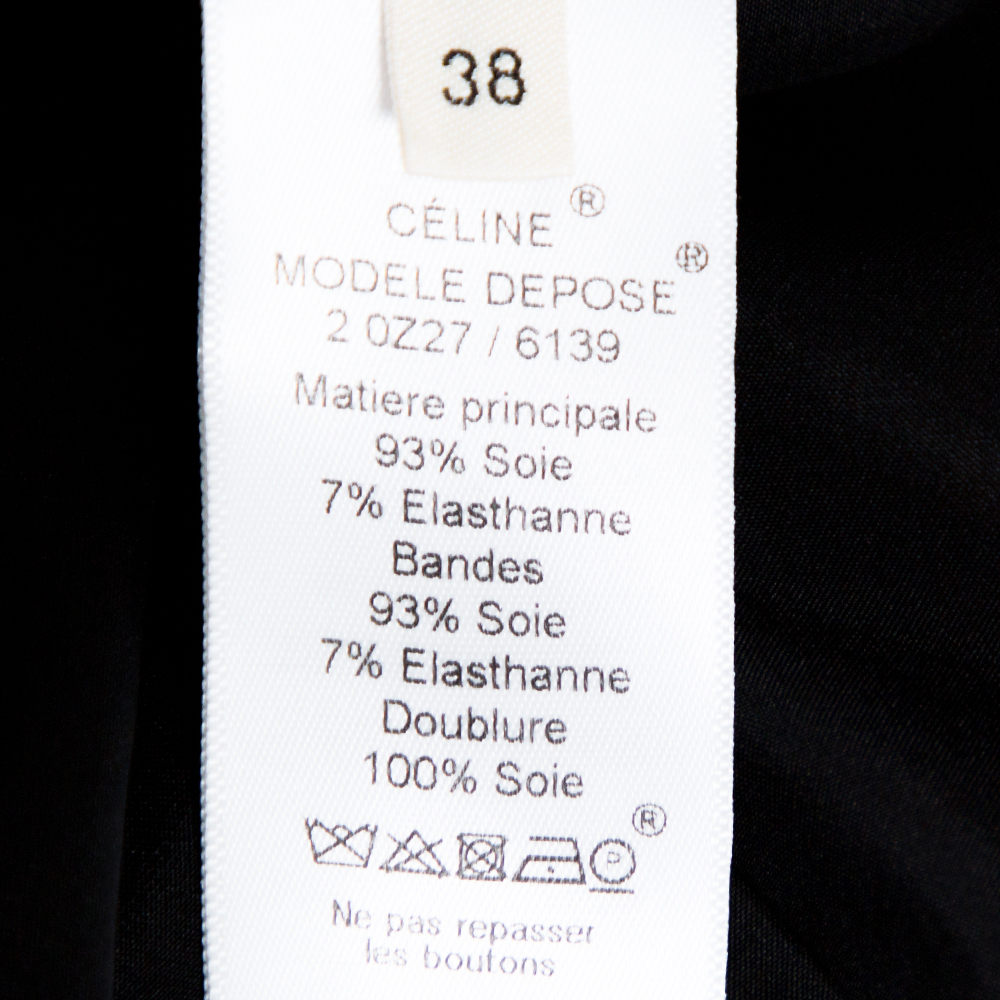 38
CÉLINE ®
MODELE DEPOSE ®
2 0Z27 / 6139
Matiere principale
93% Soie
7% Elasthanne
Bandes
93% Soie
7% Elasthanne
Doublure
100% Soie
®
P
Ne pas repasser
les boutons